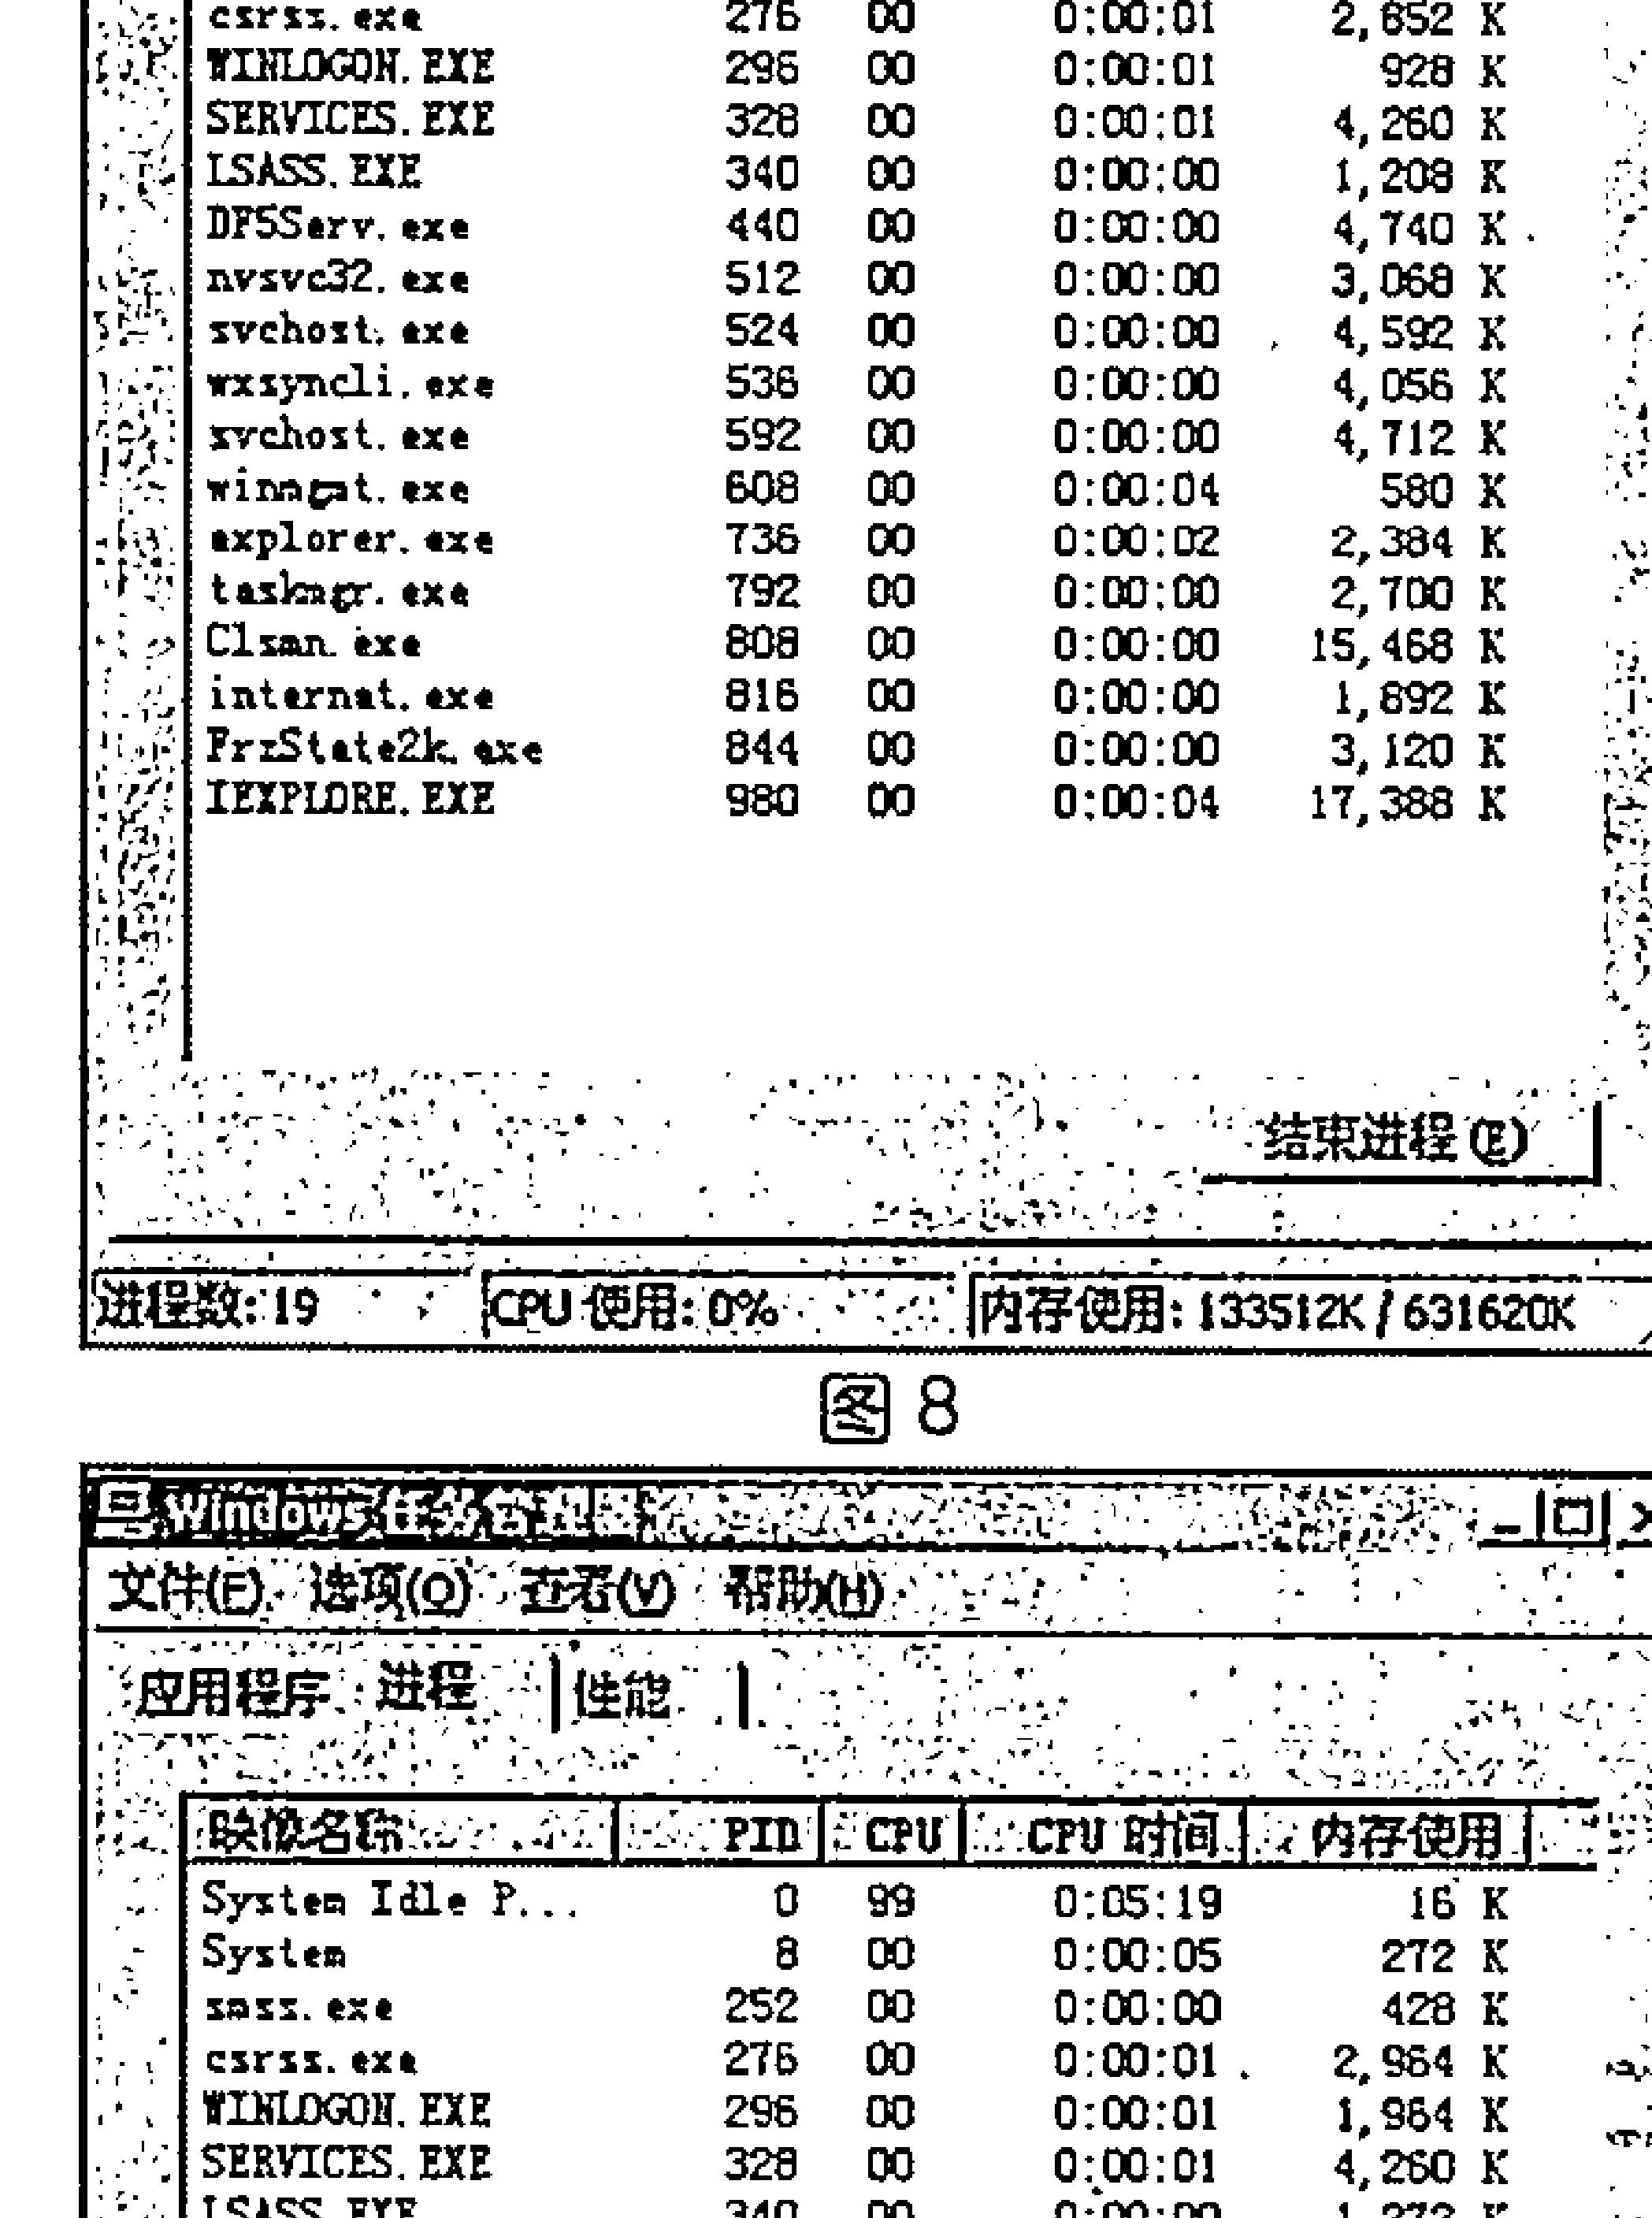 csrss.exe 276 00 0:00:01 2,652 K
WINLOGON.EXE 296 00 0:00:01 928 K
SERVICES.EXE 328 00 0:00:01 4,260 K
LSASS.EXE 340 00 0:00:00 1,208 K
DF5Serv.exe 440 00 0:00:00 4,740 K
nvsvc32.exe 512 00 0:00:00 3,068 K
svchost.exe 524 00 0:00:00 4,592 K
wxsyncli.exe 536 00 0:00:00 4,056 K
svchost.exe 592 00 0:00:00 4,712 K
winmgmt.exe 608 00 0:00:04 580 K
explorer.exe 736 00 0:00:02 2,384 K
taskmgr.exe 792 00 0:00:00 2,700 K
Clsmn.exe 808 00 0:00:00 15,468 K
internat.exe 816 00 0:00:00 1,892 K
FrzState2k.exe 844 00 0:00:00 3,120 K
IEXPLORE.EXE 980 00 0:00:04 17,388 K
结束进程(E)
进程数: 19 CPU 使用: 0% 内存使用: 133512K / 631620K
图 8
Windows 任务管理器
文件(F) 选项(O) 查看(V) 帮助(H)
应用程序 进程 性能
映像名称 PID CPU CPU 时间 内存使用
System Idle P... 0 99 0:05:19 16 K
System 8 00 0:00:05 272 K
smss.exe 252 00 0:00:00 428 K
csrss.exe 276 00 0:00:01 2,964 K
WINLOGON.EXE 296 00 0:00:01 1,964 K
SERVICES.EXE 328 00 0:00:01 4,260 K
LSASS.EXE 340 00 0:00:00 1,272 K